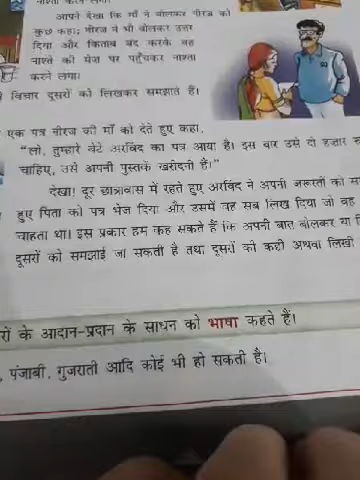 आपने देखा कि माँ ने बोलकर नीरज को
कुछ कहा; नीरज ने भी बोलकर उत्तर
दिया और किताब बंद करके वह
नाश्ते की मेज पर पहुँचकर नाश्ता
करने लगा।
विचार दूसरों को लिखकर समझाते हैं।
एक पत्र नीरज की माँ को देते हुए कहा,
"लो, तुम्हारे बेटे अरविंद का पत्र आया है। इस बार उसे दो हज़ार
चाहिए, उसे अपनी पुस्तकें खरीदनी हैं।"
देखा! दूर छात्रावास में रहते हुए अरविंद ने अपनी जरूरतों को
हुए पिता को पत्र भेज दिया और उसमें वह सब लिख दिया जो वह
चाहता था। इस प्रकार हम कह सकते हैं कि अपनी बात बोलकर या
दूसरों को समझाई जा सकती है तथा दूसरों की कही अथवा लिखी
के आदान-प्रदान के साधन को भाषा कहते हैं।
पंजाबी, गुजराती आदि कोई भी हो सकती है।